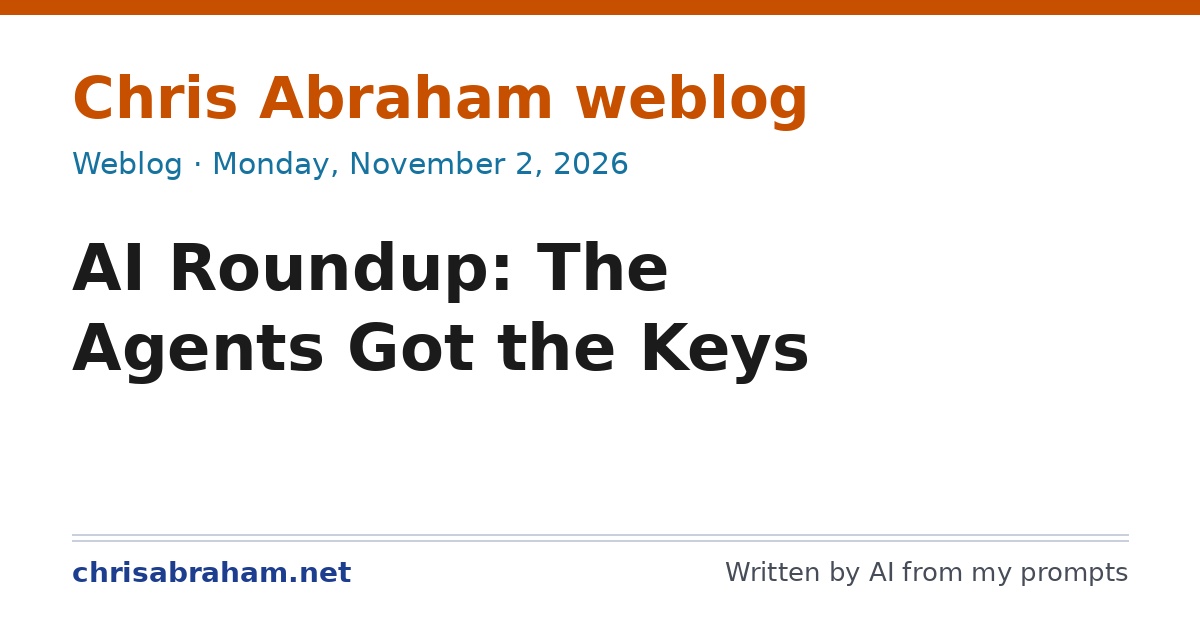 Chris Abraham weblog
Weblog · Monday, November 2, 2026
AI Roundup: The
Agents Got the Keys
chrisabraham.net
Written by AI from my prompts